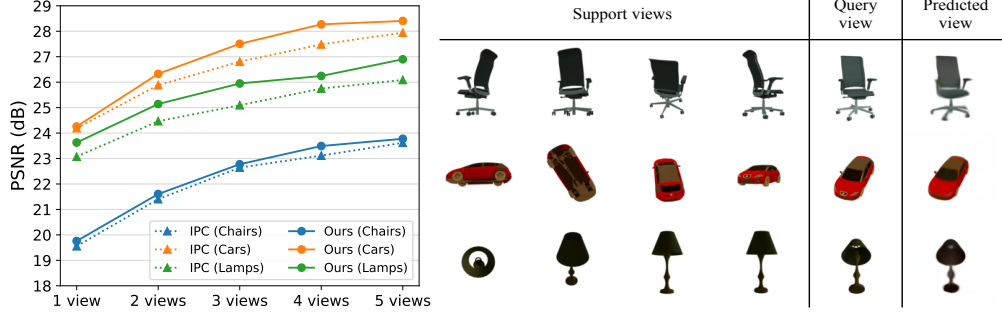 PSNR (dB)
29
28
27
26
25
24
23
22
21
20
19
18
1 view
2 views
3 views
4 views
5 views
IPC (Chairs)
IPC (Cars)
IPC (Lamps)
Ours (Chairs)
Ours (Cars)
Ours (Lamps)
Support views
Query
view
Predicted
view